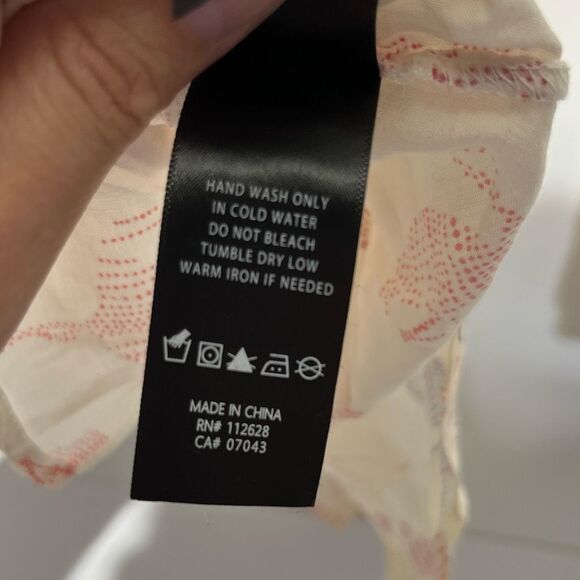 HAND WASH ONLY
IN COLD WATER
DO NOT BLEACH
TUMBLE DRY LOW
WARM IRON IF NEEDED
MADE IN CHINA
RN# 112628
CA# 07043